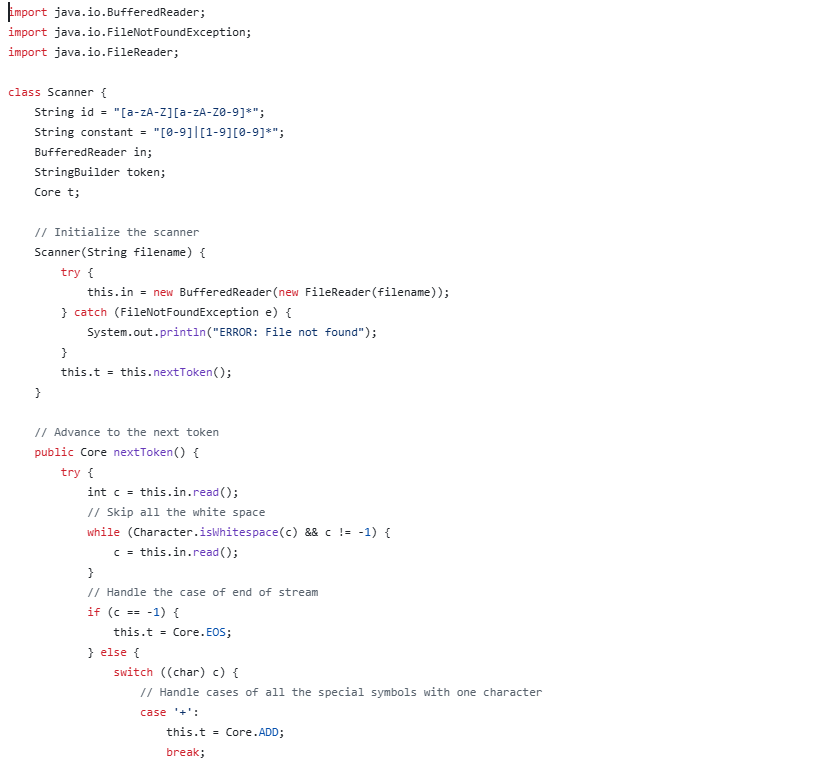 import java.io.BufferedReader;
import java.io.FileNotFoundException;
import java.io.FileReader;

class Scanner {
    String id = "[a-zA-Z][a-zA-Z0-9]*";
    String constant = "[0-9]|[1-9][0-9]*";
    BufferedReader in;
    StringBuilder token;
    Core t;

    // Initialize the scanner
    Scanner(String filename) {
        try {
            this.in = new BufferedReader(new FileReader(filename));
        } catch (FileNotFoundException e) {
            System.out.println("ERROR: File not found");
        }
        this.t = this.nextToken();
    }

    // Advance to the next token
    public Core nextToken() {
        try {
            int c = this.in.read();
            // Skip all the white space
            while (Character.isWhitespace(c) && c != -1) {
                c = this.in.read();
            }
            // Handle the case of end of stream
            if (c == -1) {
                this.t = Core.EOS;
            } else {
                switch ((char) c) {
                    // Handle cases of all the special symbols with one character
                    case '+':
                        this.t = Core.ADD;
                        break;